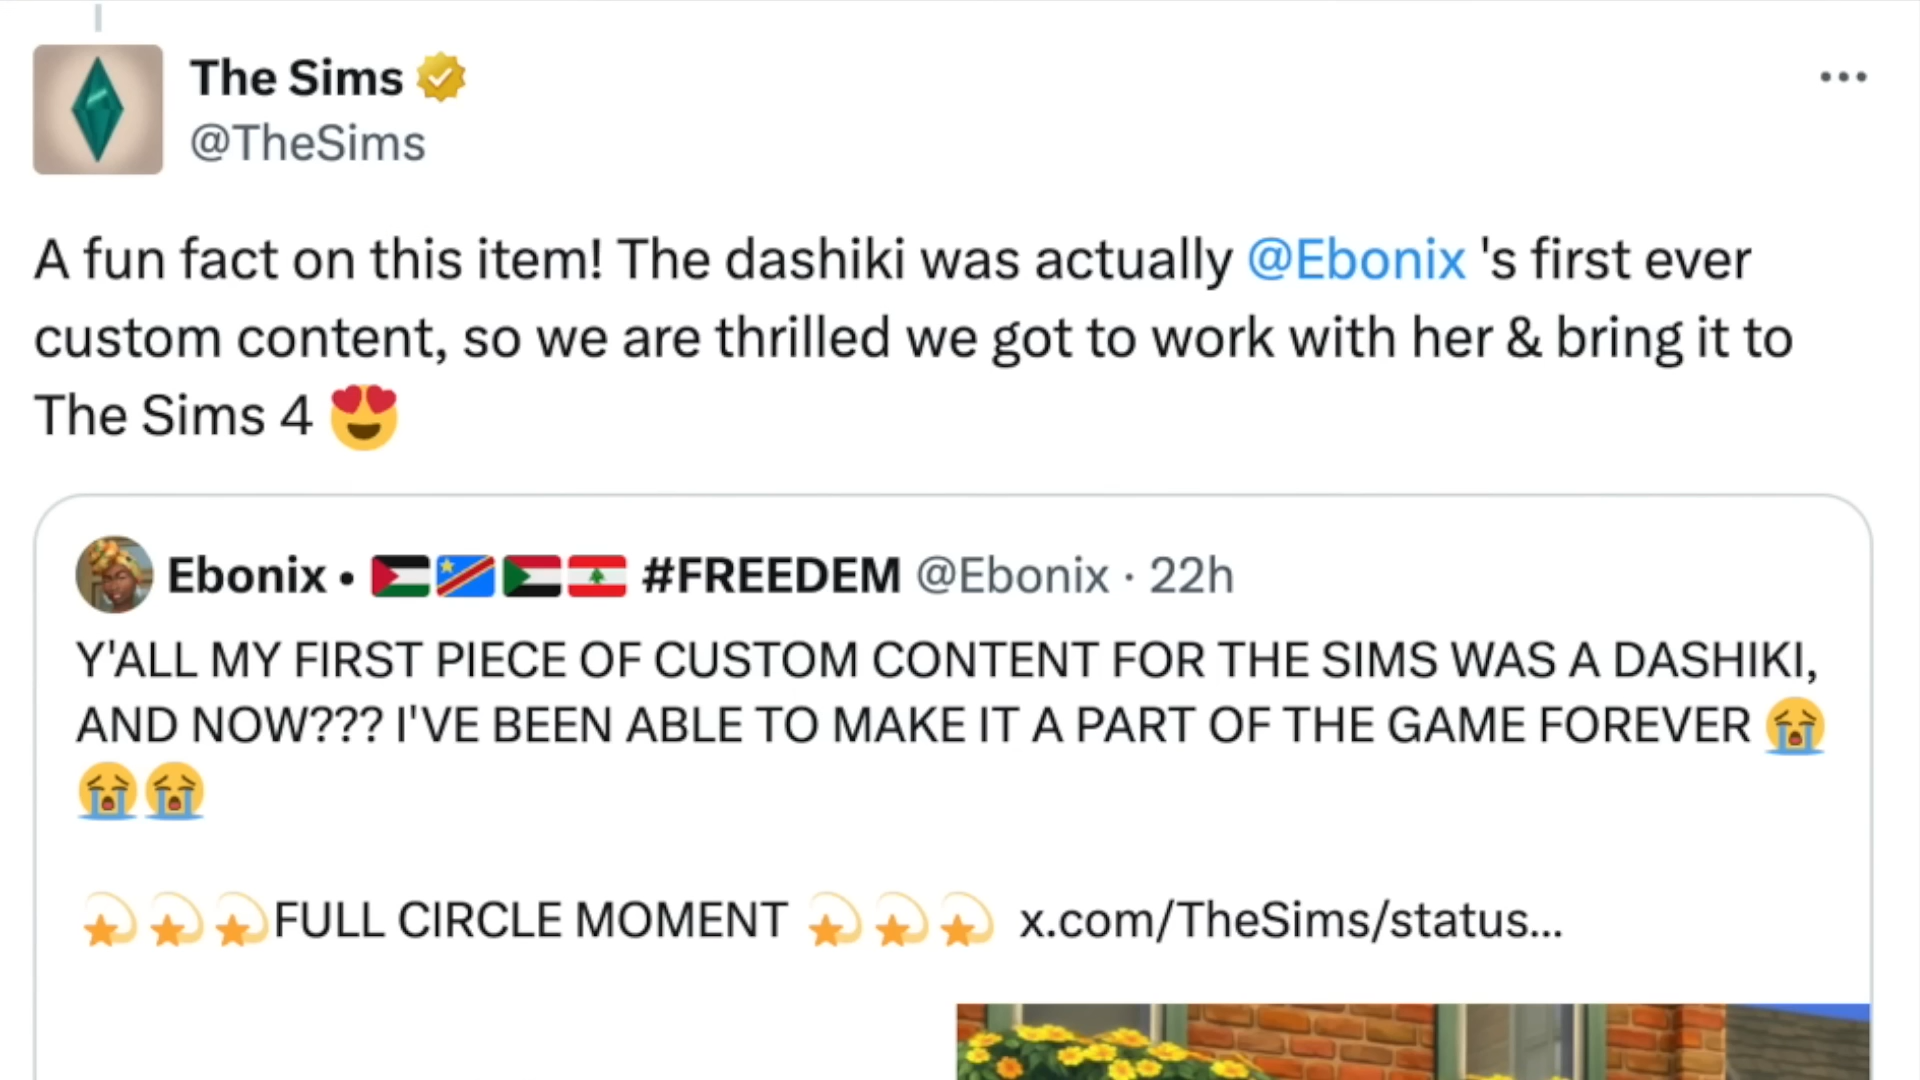 The Sims
@TheSims
A fun fact on this item! The dashiki was actually @Ebonix 's first ever
custom content, so we are thrilled we got to work with her & bring it to
The Sims 4 😍
Ebonix • 🇵🇸🇨🇩🇸🇩🇱🇧 #FREEDEM @Ebonix · 22h
Y'ALL MY FIRST PIECE OF CUSTOM CONTENT FOR THE SIMS WAS A DASHIKI,
AND NOW??? I'VE BEEN ABLE TO MAKE IT A PART OF THE GAME FOREVER 😭
😭😭
💫💫💫FULL CIRCLE MOMENT 💫💫💫 x.com/TheSims/status…